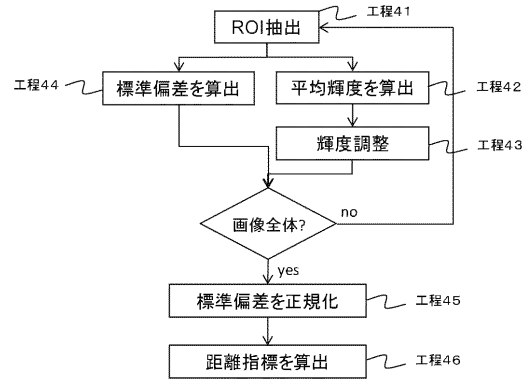 ROI抽出
工程41
工程44
標準偏差を算出
平均輝度を算出
工程42
輝度調整
工程43
画像全体?
no
yes
標準偏差を正規化
工程45
距離指標を算出
工程46